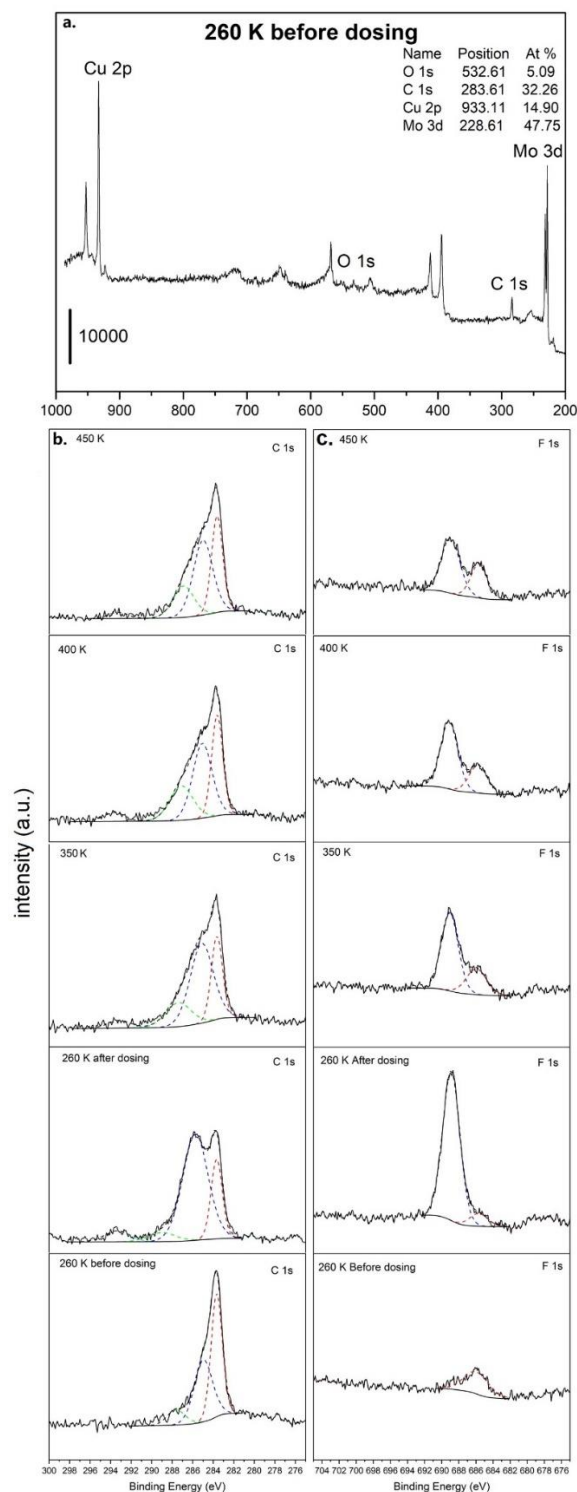 a.
260 K before dosing
Name Position At %
O 1s 532.61 5.09
C 1s 283.61 32.26
Cu 2p 933.11 14.90
Mo 3d 228.61 47.75
Cu 2p
Mo 3d
O 1s
C 1s
10000
1000 900 800 700 600 500 400 300 200
b. 450 K C 1s
c. 450 K F 1s
400 K C 1s
400 K F 1s
350 K C 1s
350 K F 1s
260 K after dosing C 1s
260 K After dosing F 1s
260 K before dosing C 1s
260 K Before dosing F 1s
intensity (a.u.)
300 298 296 294 292 290 288 286 284 282 280 278 276
Binding Energy (eV)
704 702 700 698 696 694 692 690 688 686 684 682 680 678 676
Binding Energy (eV)